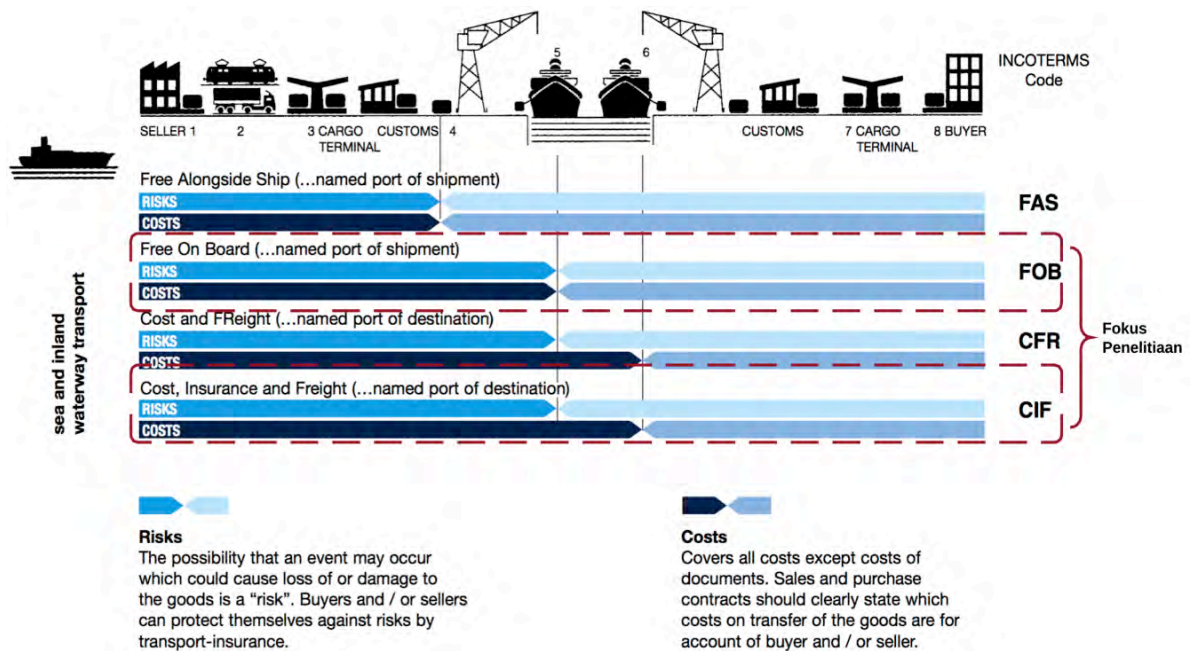 INCOTERMS
Code
5
6
SELLER 1
2
3 CARGO
TERMINAL
CUSTOMS
4
CUSTOMS
7 CARGO
TERMINAL
8 BUYER
sea and inland
waterway transport
Free Alongside Ship (...named port of shipment)
RISKS
COSTS
FAS
Free On Board (...named port of shipment)
RISKS
COSTS
FOB
Cost and FReight (...named port of destination)
RISKS
COSTS
CFR
Cost, Insurance and Freight (...named port of destination)
RISKS
COSTS
CIF
Fokus
Penelitiaan
Risks
The possibility that an event may occur
which could cause loss of or damage to
the goods is a “risk”. Buyers and / or sellers
can protect themselves against risks by
transport-insurance.
Costs
Covers all costs except costs of
documents. Sales and purchase
contracts should clearly state which
costs on transfer of the goods are for
account of buyer and / or seller.